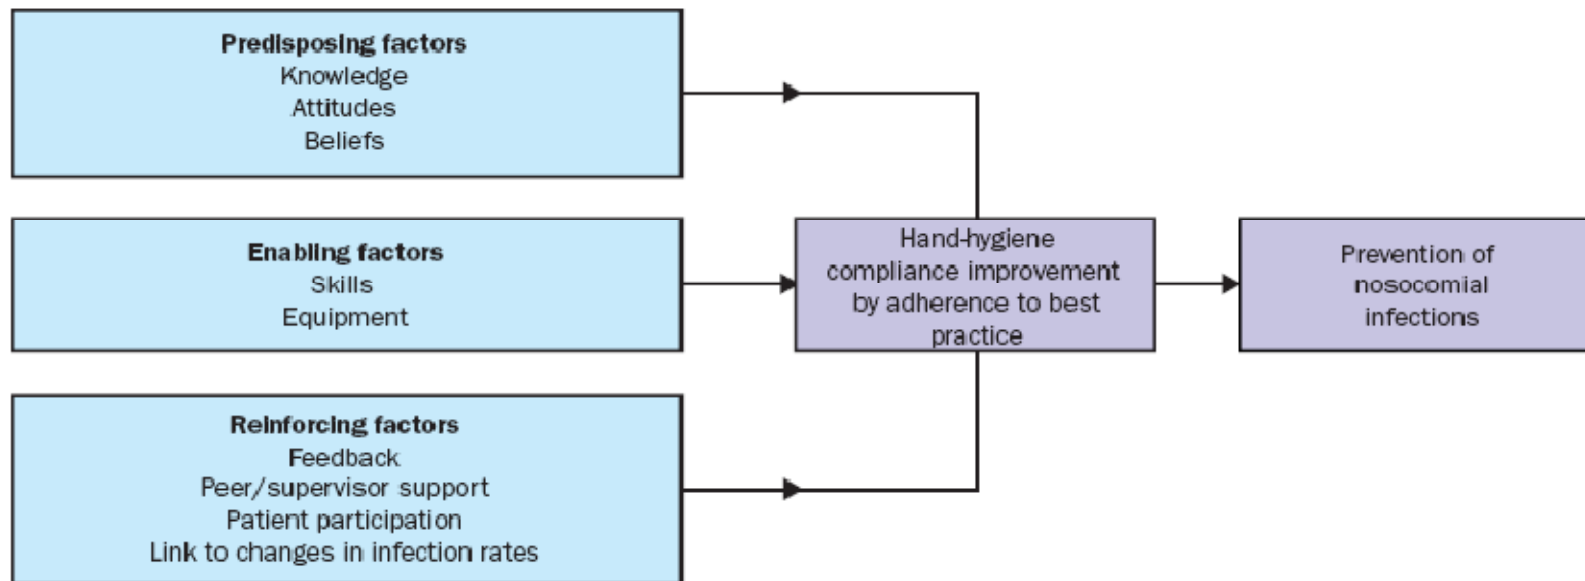 Predisposing factors
Knowledge
Attitudes
Beliefs
Enabling factors
Skills
Equipment
Reinforcing factors
Feedback
Peer/supervisor support
Patient participation
Link to changes in infection rates
Hand-hygiene
compliance improvement
by adherence to best
practice
Prevention of
nosocomial
infections